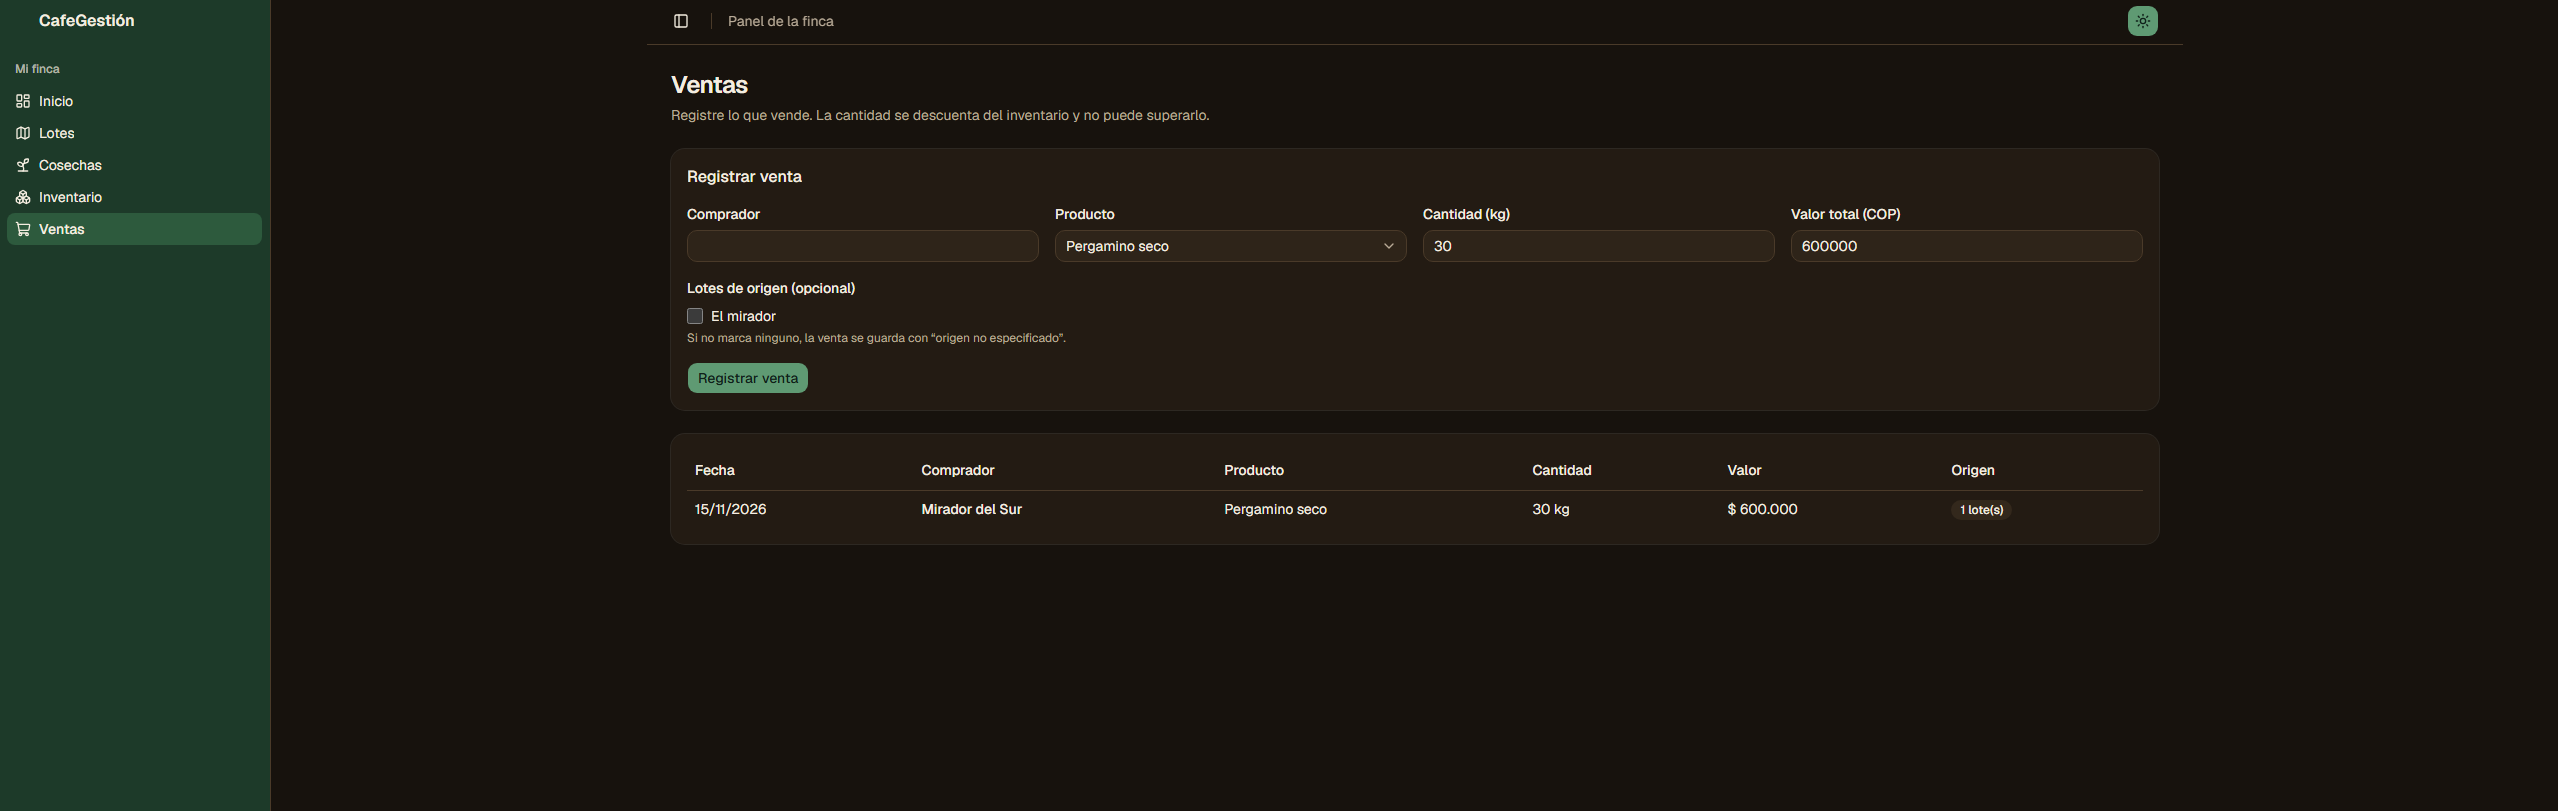 CafeGestión
Mi finca
Inicio
Lotes
Cosechas
Inventario
Ventas
Panel de la finca
Ventas
Registre lo que vende. La cantidad se descuenta del inventario y no puede superarlo.
Registrar venta
Comprador Producto Cantidad (kg) Valor total (COP)
Pergamino seco 30 600000
Lotes de origen (opcional)
El mirador
Si no marca ninguno, la venta se guarda con “origen no especificado”.
Registrar venta
Fecha Comprador Producto Cantidad Valor Origen
15/11/2026 Mirador del Sur Pergamino seco 30 kg $ 600.000 1 lote(s)